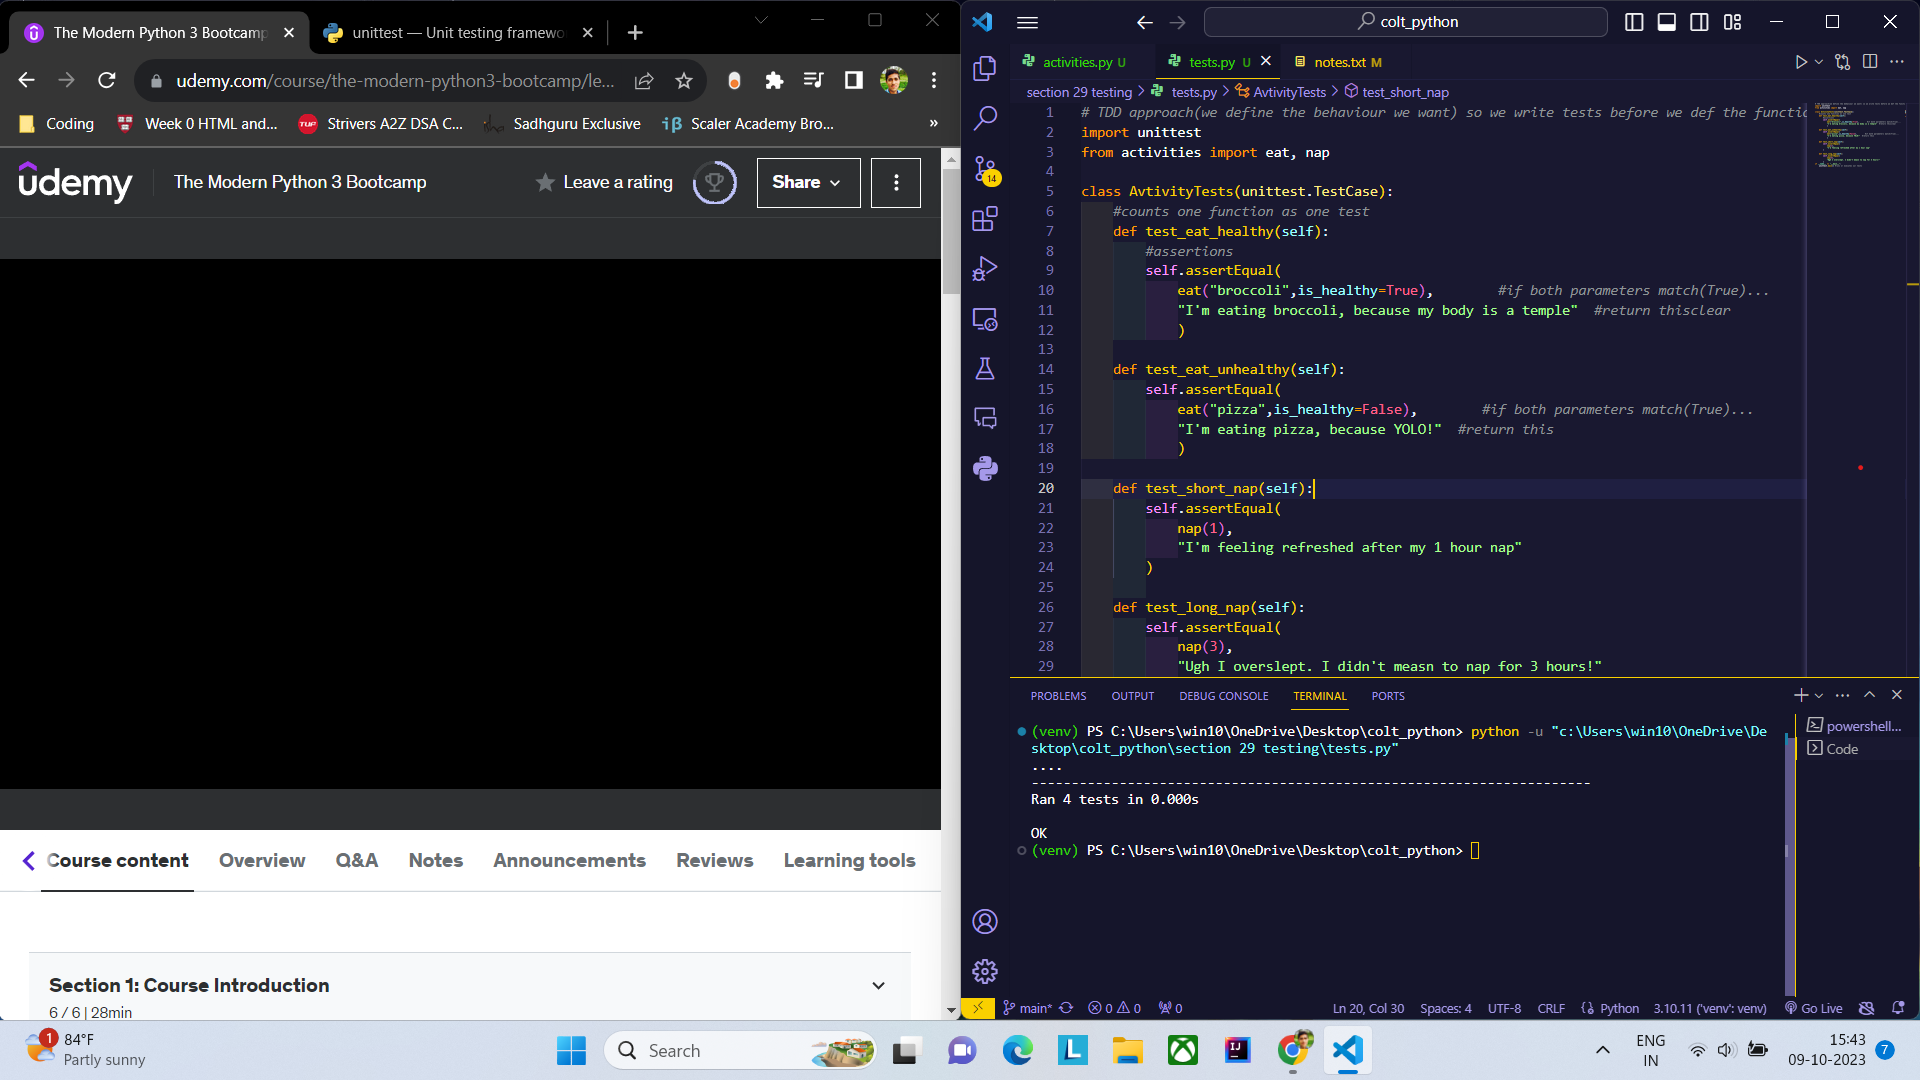 The Modern Python 3 Bootcamp
unittest — Unit testing framewo
udemy.com/course/the-modern-python3-bootcamp/le...
Coding
Week 0 HTML and...
TUF
Strivers A2Z DSA C...
Sadhguru Exclusive
iβ
Scaler Academy Bro...
»
udemy
The Modern Python 3 Bootcamp
Leave a rating
Share
Course content
Overview
Q&A
Notes
Announcements
Reviews
Learning tools
Section 1: Course Introduction
6 / 6 | 28min
colt_python
activities.py U
tests.py U
notes.txt M
section 29 testing > tests.py > AvtivityTests > test_short_nap
14
1 # TDD approach(we define the behaviour we want) so we write tests before we def the functio
2 import unittest
3 from activities import eat, nap
4
5 class AvtivityTests(unittest.TestCase):
6 #counts one function as one test
7 def test_eat_healthy(self):
8 #assertions
9 self.assertEqual(
10 eat("broccoli",is_healthy=True), #if both parameters match(True)...
11 "I'm eating broccoli, because my body is a temple" #return thisclear
12 )
13
14 def test_eat_unhealthy(self):
15 self.assertEqual(
16 eat("pizza",is_healthy=False), #if both parameters match(True)...
17 "I'm eating pizza, because YOLO!" #return this
18 )
19
20 def test_short_nap(self):
21 self.assertEqual(
22 nap(1),
23 "I'm feeling refreshed after my 1 hour nap"
24 )
25
26 def test_long_nap(self):
27 self.assertEqual(
28 nap(3),
29 "Ugh I overslept. I didn't measn to nap for 3 hours!"
PROBLEMS
OUTPUT
DEBUG CONSOLE
TERMINAL
PORTS
(venv) PS C:\Users\win10\OneDrive\Desktop\colt_python> python -u "c:\Users\win10\OneDrive\De
sktop\colt_python\section 29 testing\tests.py"
....
----------------------------------------------------------------------
Ran 4 tests in 0.000s
OK
(venv) PS C:\Users\win10\OneDrive\Desktop\colt_python>
powershell...
Code
main*
0
0
0
Ln 20, Col 30
Spaces: 4
UTF-8
CRLF
Python
3.10.11 ('venv': venv)
Go Live
1
84°F
Partly sunny
Search
L
IJ
ENG
IN
15:43
09-10-2023
7